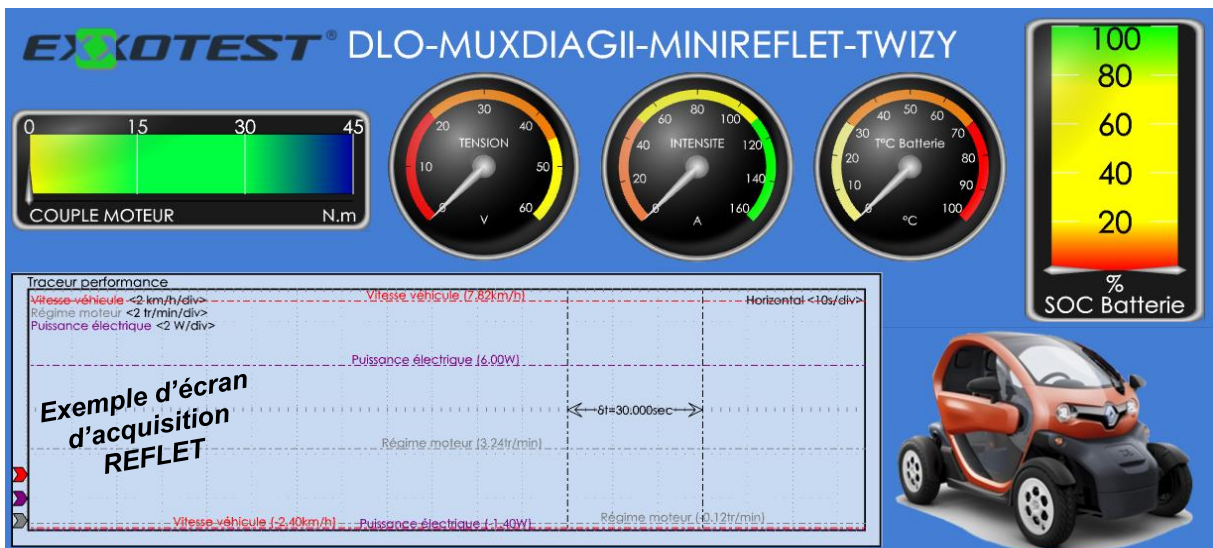 EXXOTEST® DLO-MUXDIAGII-MINIREFLET-TWIZY
0 15 30 45
COUPLE MOTEUR N.m
0 10 20 30 40 50 60
TENSION
V
0 20 40 60 80 100 120 140 160
INTENSITE
A
0 10 20 30 40 50 60 70 80 90 100
T°C Batterie
°C
100
80
60
40
20
%
SOC Batterie
Traceur performance
Vitesse véhicule <2 km/h/div> Vitesse véhicule (7.82km/h) Horizontal <10s/div>
Régime moteur <2 tr/min/div>
Puissance électrique <2 W/div>
Puissance électrique (6.00W)
Exemple d'écran
d'acquisition
REFLET
δt=30.000sec
Régime moteur (3.24tr/min)
Vitesse véhicule (-2.40km/h) Puissance électrique (-1.40W) Régime moteur (-0.12tr/min)